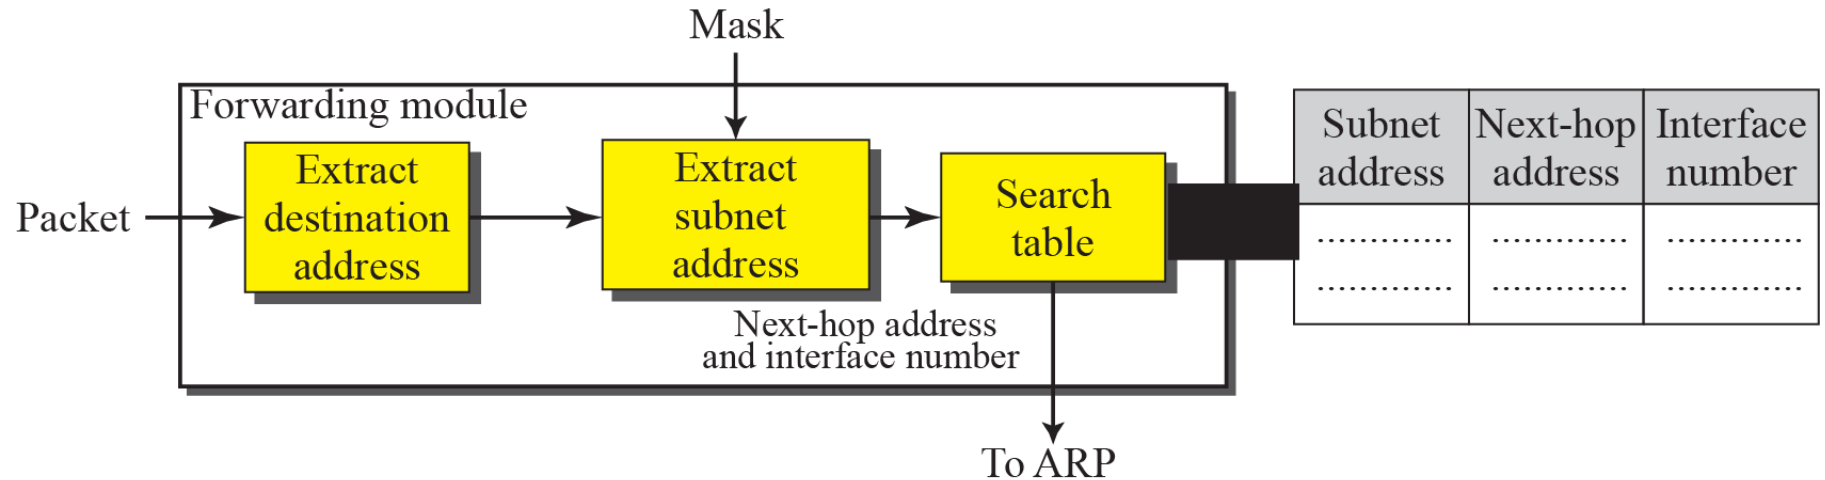 Mask
Forwarding module
Packet
Extract
destination
address
Extract
subnet
address
Search
table
Next-hop address
and interface number
To ARP
Subnet
address
Next-hop
address
Interface
number
............. ............. .............
............. ............. .............